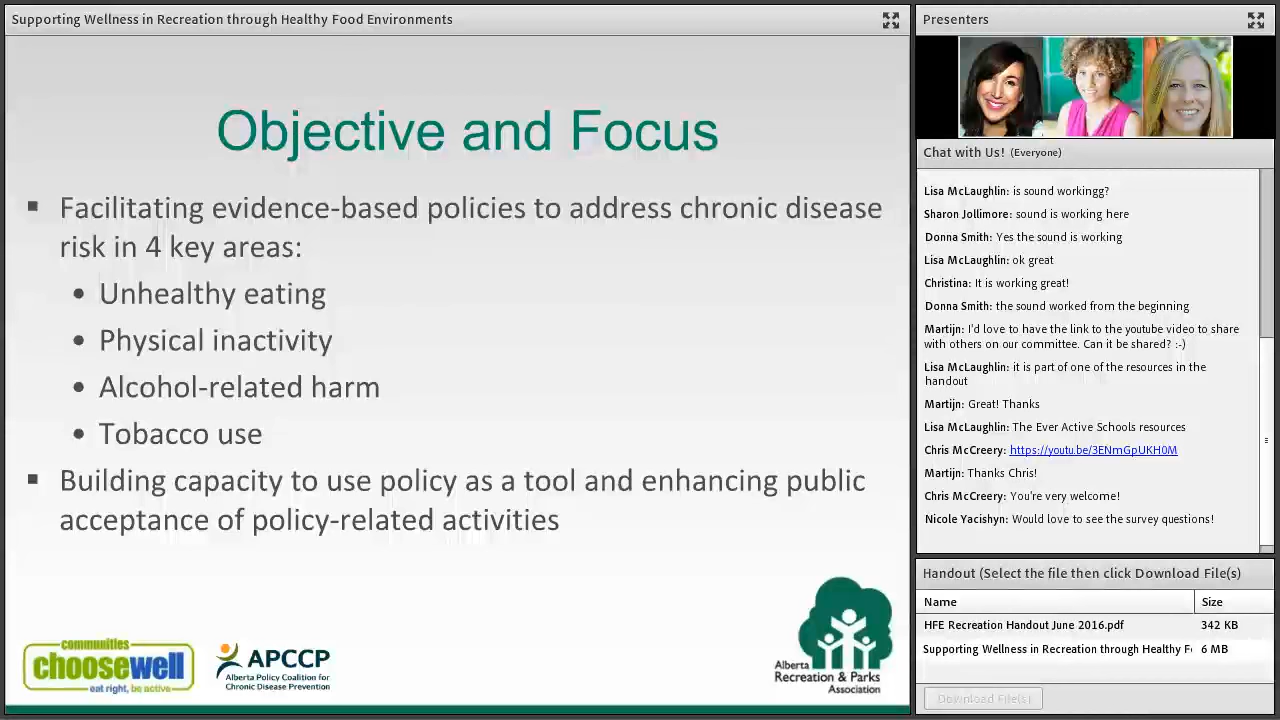 Supporting Wellness in Recreation through Healthy Food Environments
Objective and Focus
▪ Facilitating evidence-based policies to address chronic disease
risk in 4 key areas:
• Unhealthy eating
• Physical inactivity
• Alcohol-related harm
• Tobacco use
▪ Building capacity to use policy as a tool and enhancing public
acceptance of policy-related activities
communities
choosewell
eat right, be active
APCCP
Alberta Policy Coalition for
Chronic Disease Prevention
Alberta
Recreation & Parks
Association
Presenters
Chat with Us! (Everyone)
Lisa McLaughlin: is sound workingg?
Sharon Jollimore: sound is working here
Donna Smith: Yes the sound is working
Lisa McLaughlin: ok great
Christina: It is working great!
Donna Smith: the sound worked from the beginning
Martijn: I'd love to have the link to the youtube video to share
with others on our committee. Can it be shared? :-)
Lisa McLaughlin: it is part of one of the resources in the
handout
Martijn: Great! Thanks
Lisa McLaughlin: The Ever Active Schools resources
Chris McCreery: https://youtu.be/3ENmGpUKH0M
Martijn: Thanks Chris!
Chris McCreery: You're very welcome!
Nicole Yacishyn: Would love to see the survey questions!
Handout (Select the file then click Download File(s)
Name Size
HFE Recreation Handout June 2016.pdf 342 KB
Supporting Wellness in Recreation through Healthy F 6 MB
Download File(s)